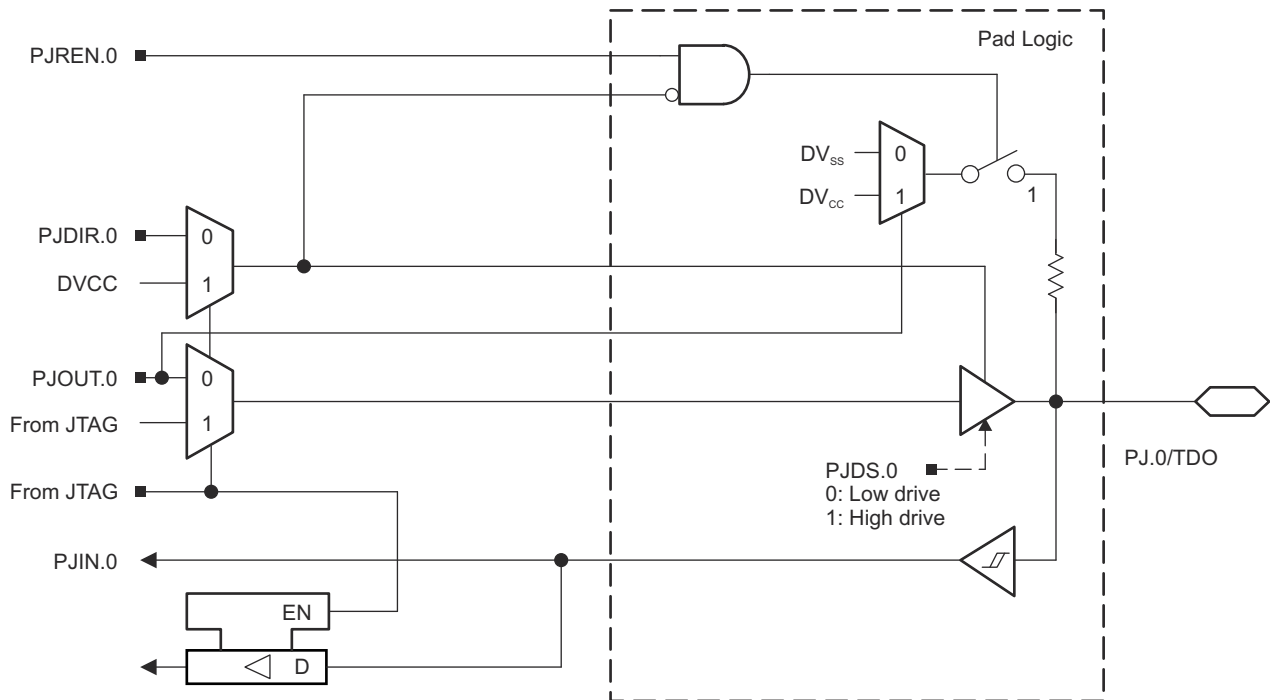 Pad Logic
PJREN.0
DVSS
0
DVCC
1
1
PJDIR.0
0
DVCC
1
PJOUT.0
0
From JTAG
1
PJDS.0
0: Low drive
1: High drive
PJ.0/TDO
From JTAG
PJIN.0
EN
D